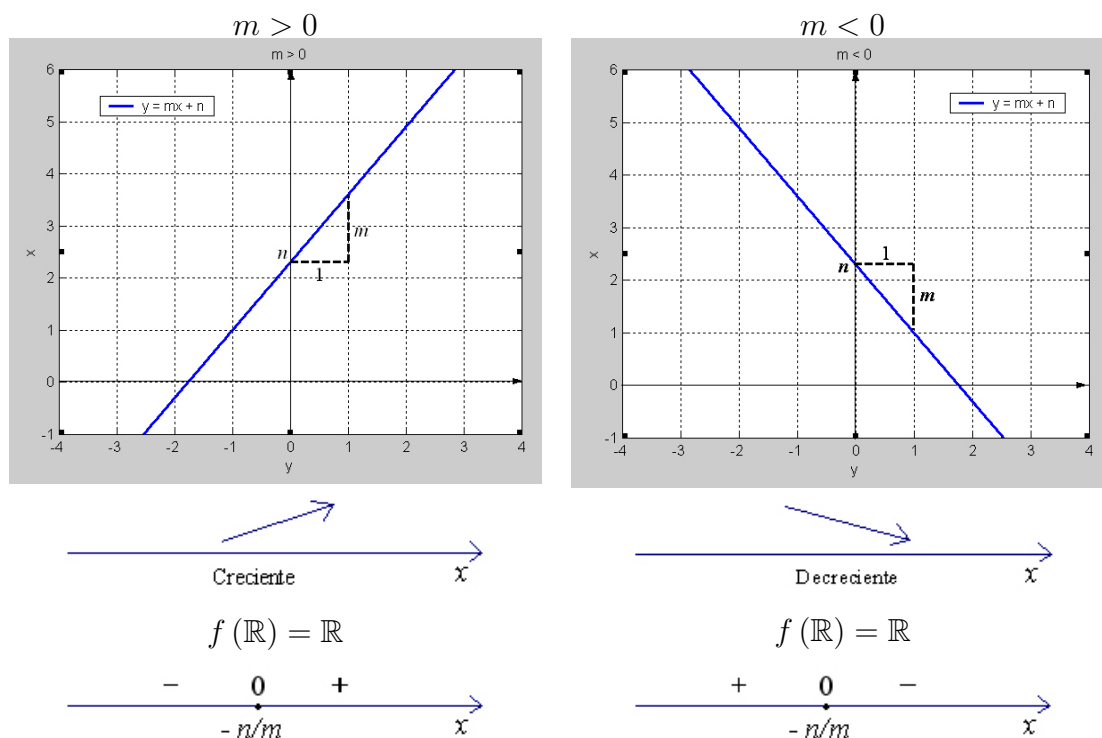 m > 0
m > 0
y = mx + n
6
5
4
3
2
1
0
-1
x
n
m
1
-4 -3 -2 -1 0 1 2 3 4
y
Creciente
x
f (ℝ) = ℝ
− 0 +
- n/m
x
m < 0
m < 0
y = mx + n
6
5
4
3
2
1
0
-1
x
n
1
m
-4 -3 -2 -1 0 1 2 3 4
y
Decreciente
x
f (ℝ) = ℝ
+ 0 −
- n/m
x